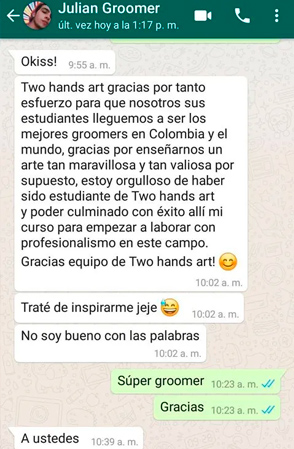 Julian Groomer
últ. vez hoy a la 1:17 p. m.
Okiss!
9:55 a. m.
Two hands art gracias por tanto
esfuerzo para que nosotros sus
estudiantes lleguemos a ser los
mejores groomers en Colombia y el
mundo, gracias por enseñarnos un
arte tan maravillosa y tan valiosa por
supuesto, estoy orgulloso de haber
sido estudiante de Two hands art
y poder culminado con éxito allí mi
curso para empezar a laborar con
profesionalismo en este campo.
Gracias equipo de Two hands art! 😊
10:02 a. m.
Traté de inspirarme jeje 😅
10:02 a. m.
No soy bueno con las palabras
10:02 a. m.
Súper groomer 10:23 a. m.
Gracias 10:23 a. m.
A ustedes 10:39 a. m.